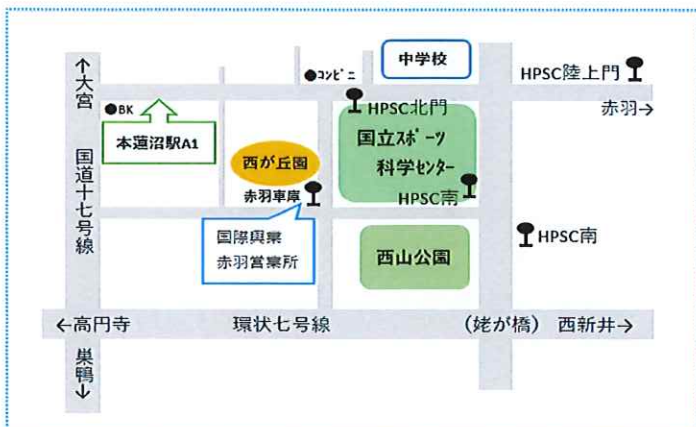 中学校
●コンビニ
HPSC陸上門
↑大宮
赤羽→
●BK
HPSC北門
本蓮沼駅A1
国立スポーツ
科学センター
西が丘園
国道十七号線
赤羽車庫
HPSC南
国際興業
赤羽営業所
HPSC南
西山公園
←高円寺
環状七号線
(姥が橋)
西新井→
巣鴨↓